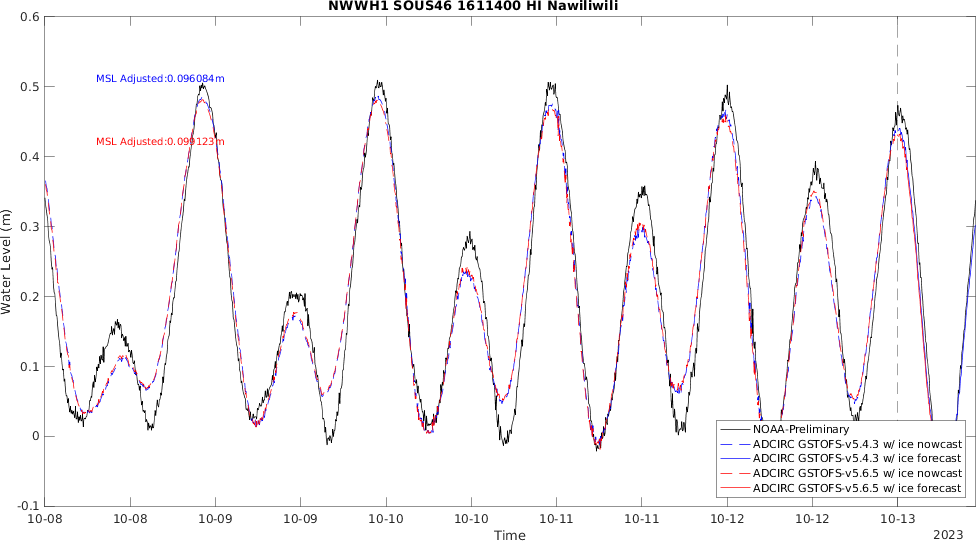 NWWH1 SOUS46 1611400 HI Nawiliwili
0.6
0.5
0.4
0.3
0.2
0.1
0
-0.1
Water Level (m)
MSL Adjusted:0.096084m
MSL Adjusted:0.099123m
NOAA-Preliminary
ADCIRC GSTOFS-v5.4.3 w/ ice nowcast
ADCIRC GSTOFS-v5.4.3 w/ ice forecast
ADCIRC GSTOFS-v5.6.5 w/ ice nowcast
ADCIRC GSTOFS-v5.6.5 w/ ice forecast
10-08 10-08 10-09 10-09 10-10 10-10 10-11 10-11 10-12 10-12 10-13
Time
2023